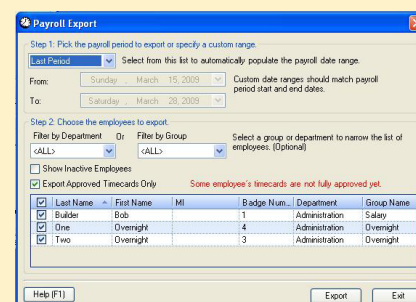 Payroll Export
Step 1: Pick the payroll period to export or specify a custom range.
Last Period Select from this list to automatically populate the payroll date range.
From: Sunday , March 15, 2009 Custom date ranges should match payroll
period start and end dates.
To: Saturday , March 28, 2009
Step 2: Choose the employees to export.
Filter by Department Or Filter by Group Select a group or department to narrow the list of
employees. (Optional)
<ALL> <ALL>
Show Inactive Employees
Export Approved Timecards Only Some employee's timecards are not fully approved yet.
Last Name First Name MI Badge Num... Department Group Name
Builder Bob 1 Administration Salary
One Overnight 4 Administration Overnight
Two Overnight 3 Administration Overnight
Help (F1) Export Exit